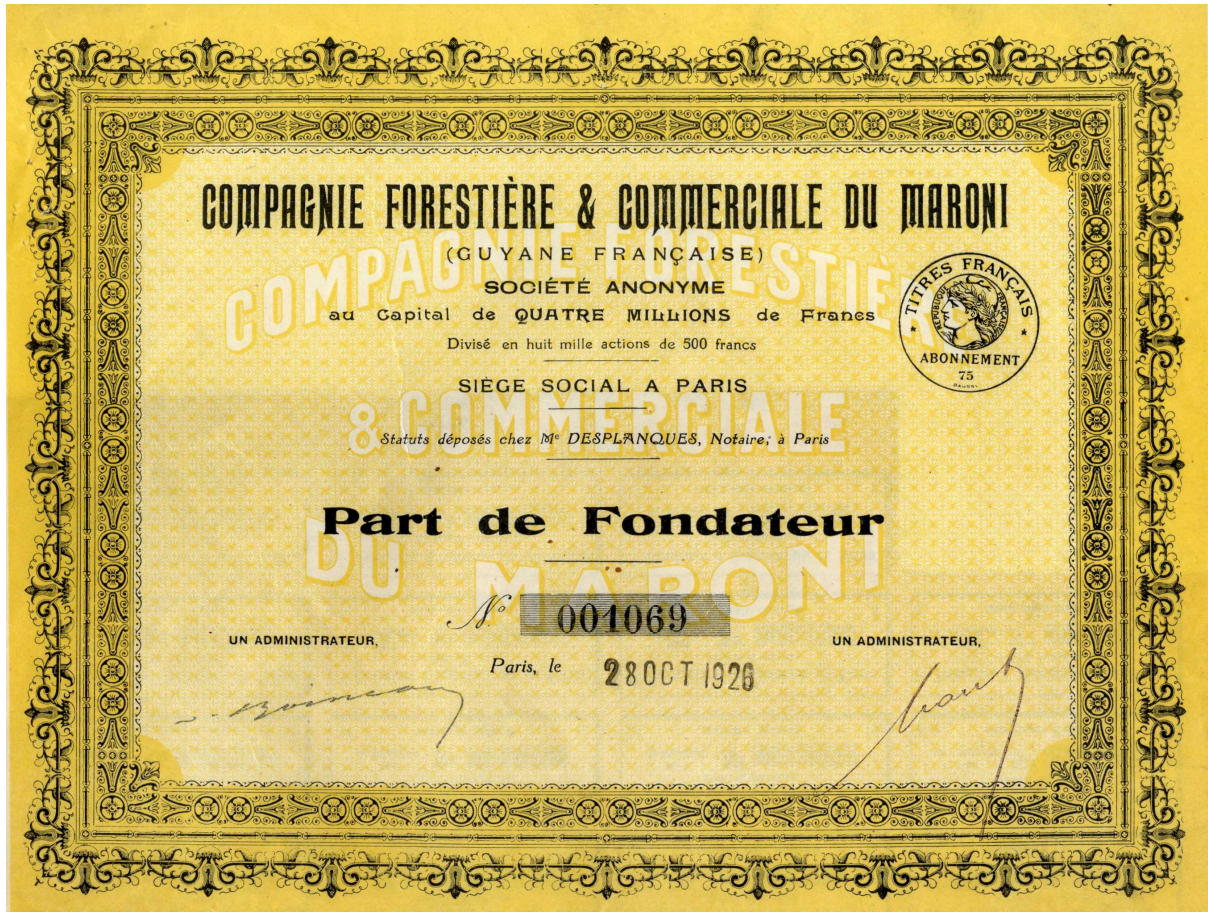 COMPAGNIE FORESTIÈRE & COMMERCIALE DU MARONI
(GUYANE FRANÇAISE)
SOCIÉTÉ ANONYME
au Capital de QUATRE MILLIONS de Francs
Divisé en huit mille actions de 500 francs
SIÈGE SOCIAL A PARIS
Statuts déposés chez Me DESPLANQUES, Notaire, à Paris
Part de Fondateur
No 001069
UN ADMINISTRATEUR,
UN ADMINISTRATEUR,
Paris, le 28 OCT 1926
TITRES FRANÇAIS
RÉPUBLIQUE FRANÇAISE
ABONNEMENT
75
COMPAGNIE FORESTIÈRE
& COMMERCIALE
DU MARONI